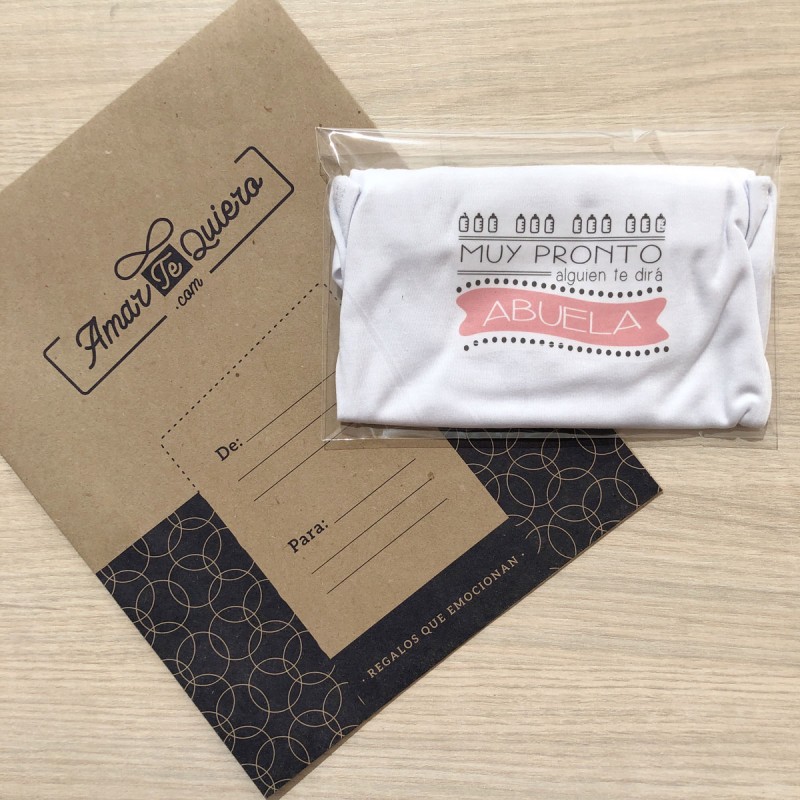 Amar Te Quiero
.com
De:
Para:
· REGALOS QUE EMOCIONAN ·
MUY PRONTO
alguien te dirá
ABUELA